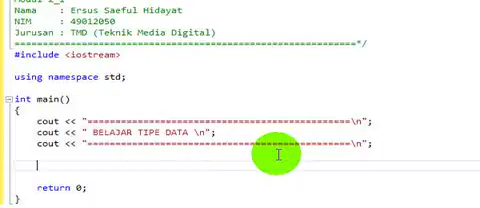 Modul 2_1
Nama : Ersus Saeful Hidayat
NIM : 49012050
Jurusan : TMD (Teknik Media Digital)
===========================================================*/
#include <iostream>
using namespace std;
int main()
{
cout << "=============================================\n";
cout << " BELAJAR TIPE DATA \n";
cout << "=============================================\n";
return 0;
}